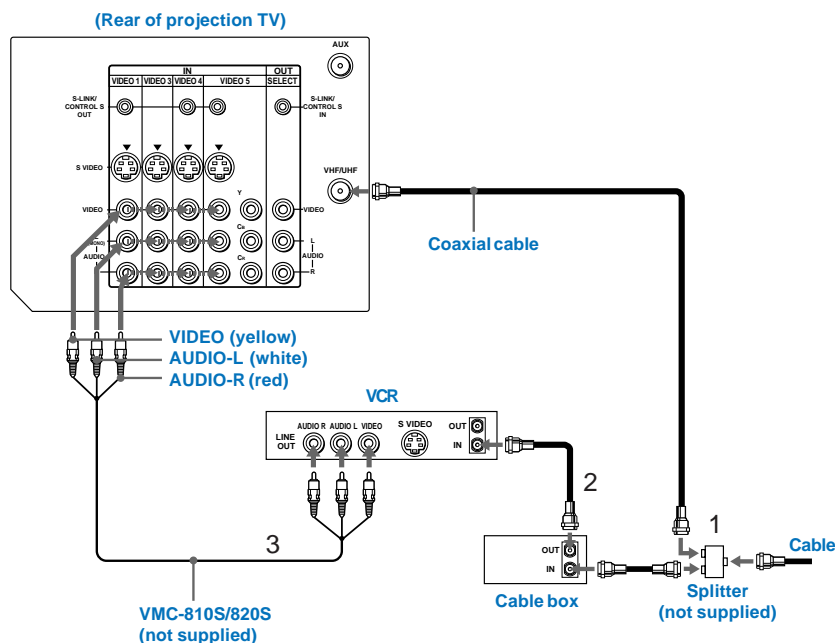 (Rear of projection TV)
AUX
IN
OUT
VIDEO 1 VIDEO 3 VIDEO 4 VIDEO 5 SELECT
S-LINK/
CONTROL S
OUT
S-LINK/
CONTROL S
IN
S VIDEO
VHF/UHF
Y
VIDEO
VIDEO
CB
L
AUDIO
R
AUDIO
CR
Coaxial cable
VIDEO (yellow)
AUDIO-L (white)
AUDIO-R (red)
VCR
LINE
OUT
AUDIO R AUDIO L VIDEO
S VIDEO
OUT
IN
2
3
1
OUT
IN
Cable
Cable box
Splitter
(not supplied)
VMC-810S/820S
(not supplied)